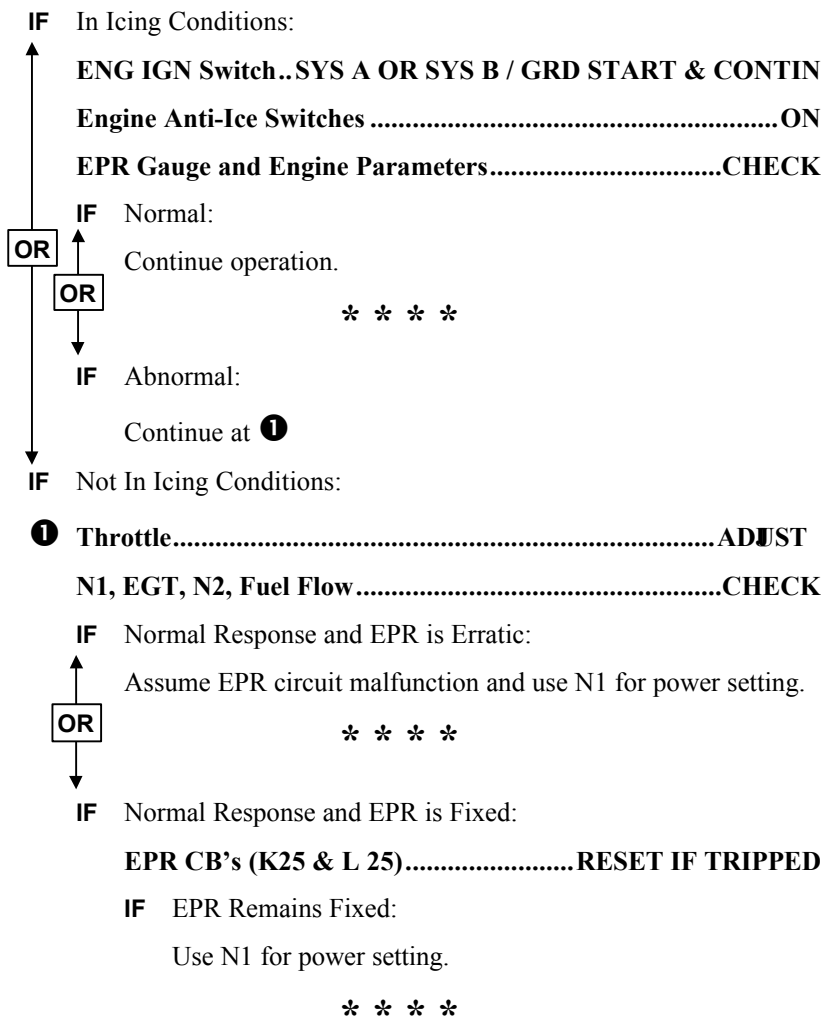 IF In Icing Conditions:
ENG IGN Switch..SYS A OR SYS B / GRD START & CONTIN
Engine Anti-Ice Switches ............................................................ON
EPR Gauge and Engine Parameters..................................CHECK
IF Normal:
OR
Continue operation.
OR
* * * *
IF Abnormal:
Continue at ❶
IF Not In Icing Conditions:
❶ Throttle................................................................................ADJUST
N1, EGT, N2, Fuel Flow.....................................................CHECK
IF Normal Response and EPR is Erratic:
Assume EPR circuit malfunction and use N1 for power setting.
OR
* * * *
IF Normal Response and EPR is Fixed:
EPR CB's (K25 & L 25).........................RESET IF TRIPPED
IF EPR Remains Fixed:
Use N1 for power setting.
* * * *